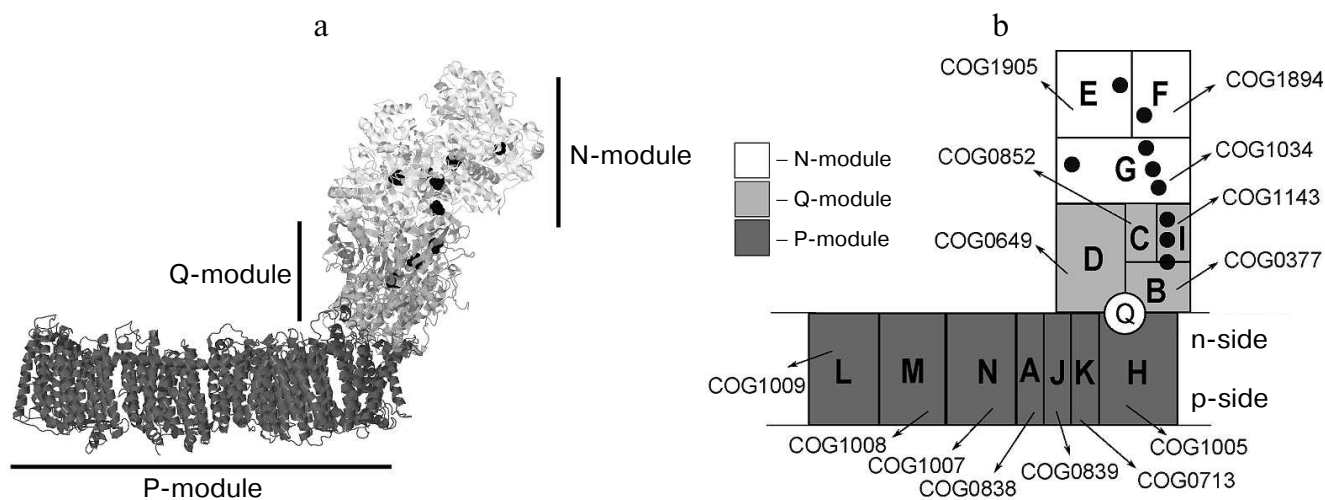 a
N-module
Q-module
P-module
b
COG1905
E
F
COG1894
– N-module
– Q-module
– P-module
COG0852
G
COG1034
COG1143
C
I
COG0649
D
COG0377
B
Q
n-side
L
M
N
A
J
K
H
COG1009
p-side
COG1008
COG1007
COG0838
COG0839
COG0713
COG1005